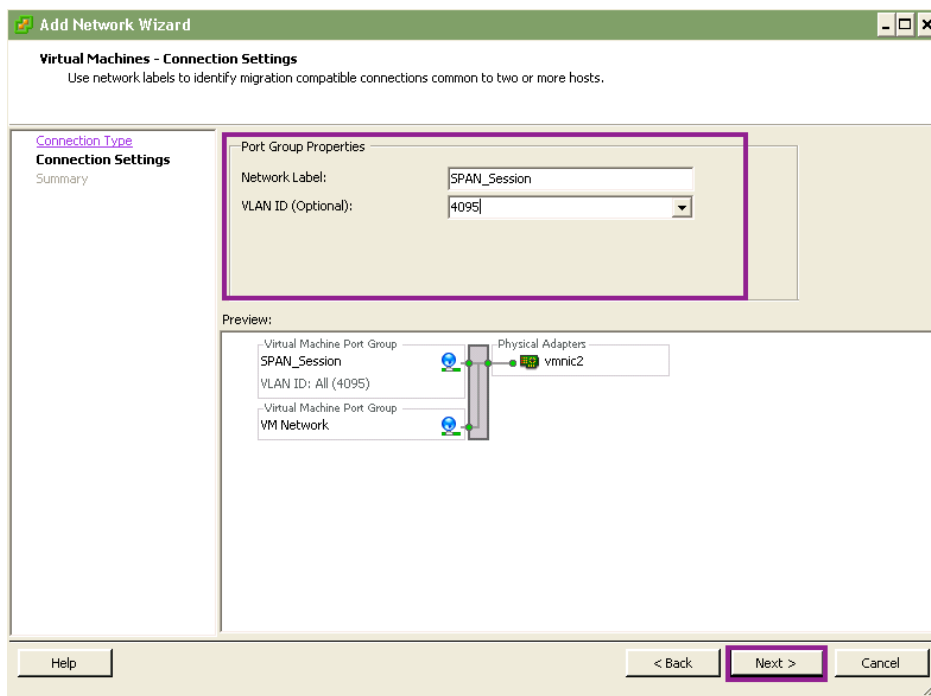 Add Network Wizard
Virtual Machines - Connection Settings
Use network labels to identify migration compatible connections common to two or more hosts.
Connection Type
Connection Settings
Summary
Port Group Properties
Network Label:
SPAN_Session
VLAN ID (Optional):
4095
Preview:
Virtual Machine Port Group
SPAN_Session
VLAN ID: All (4095)
Virtual Machine Port Group
VM Network
Physical Adapters
vmnic2
Help
< Back
Next >
Cancel